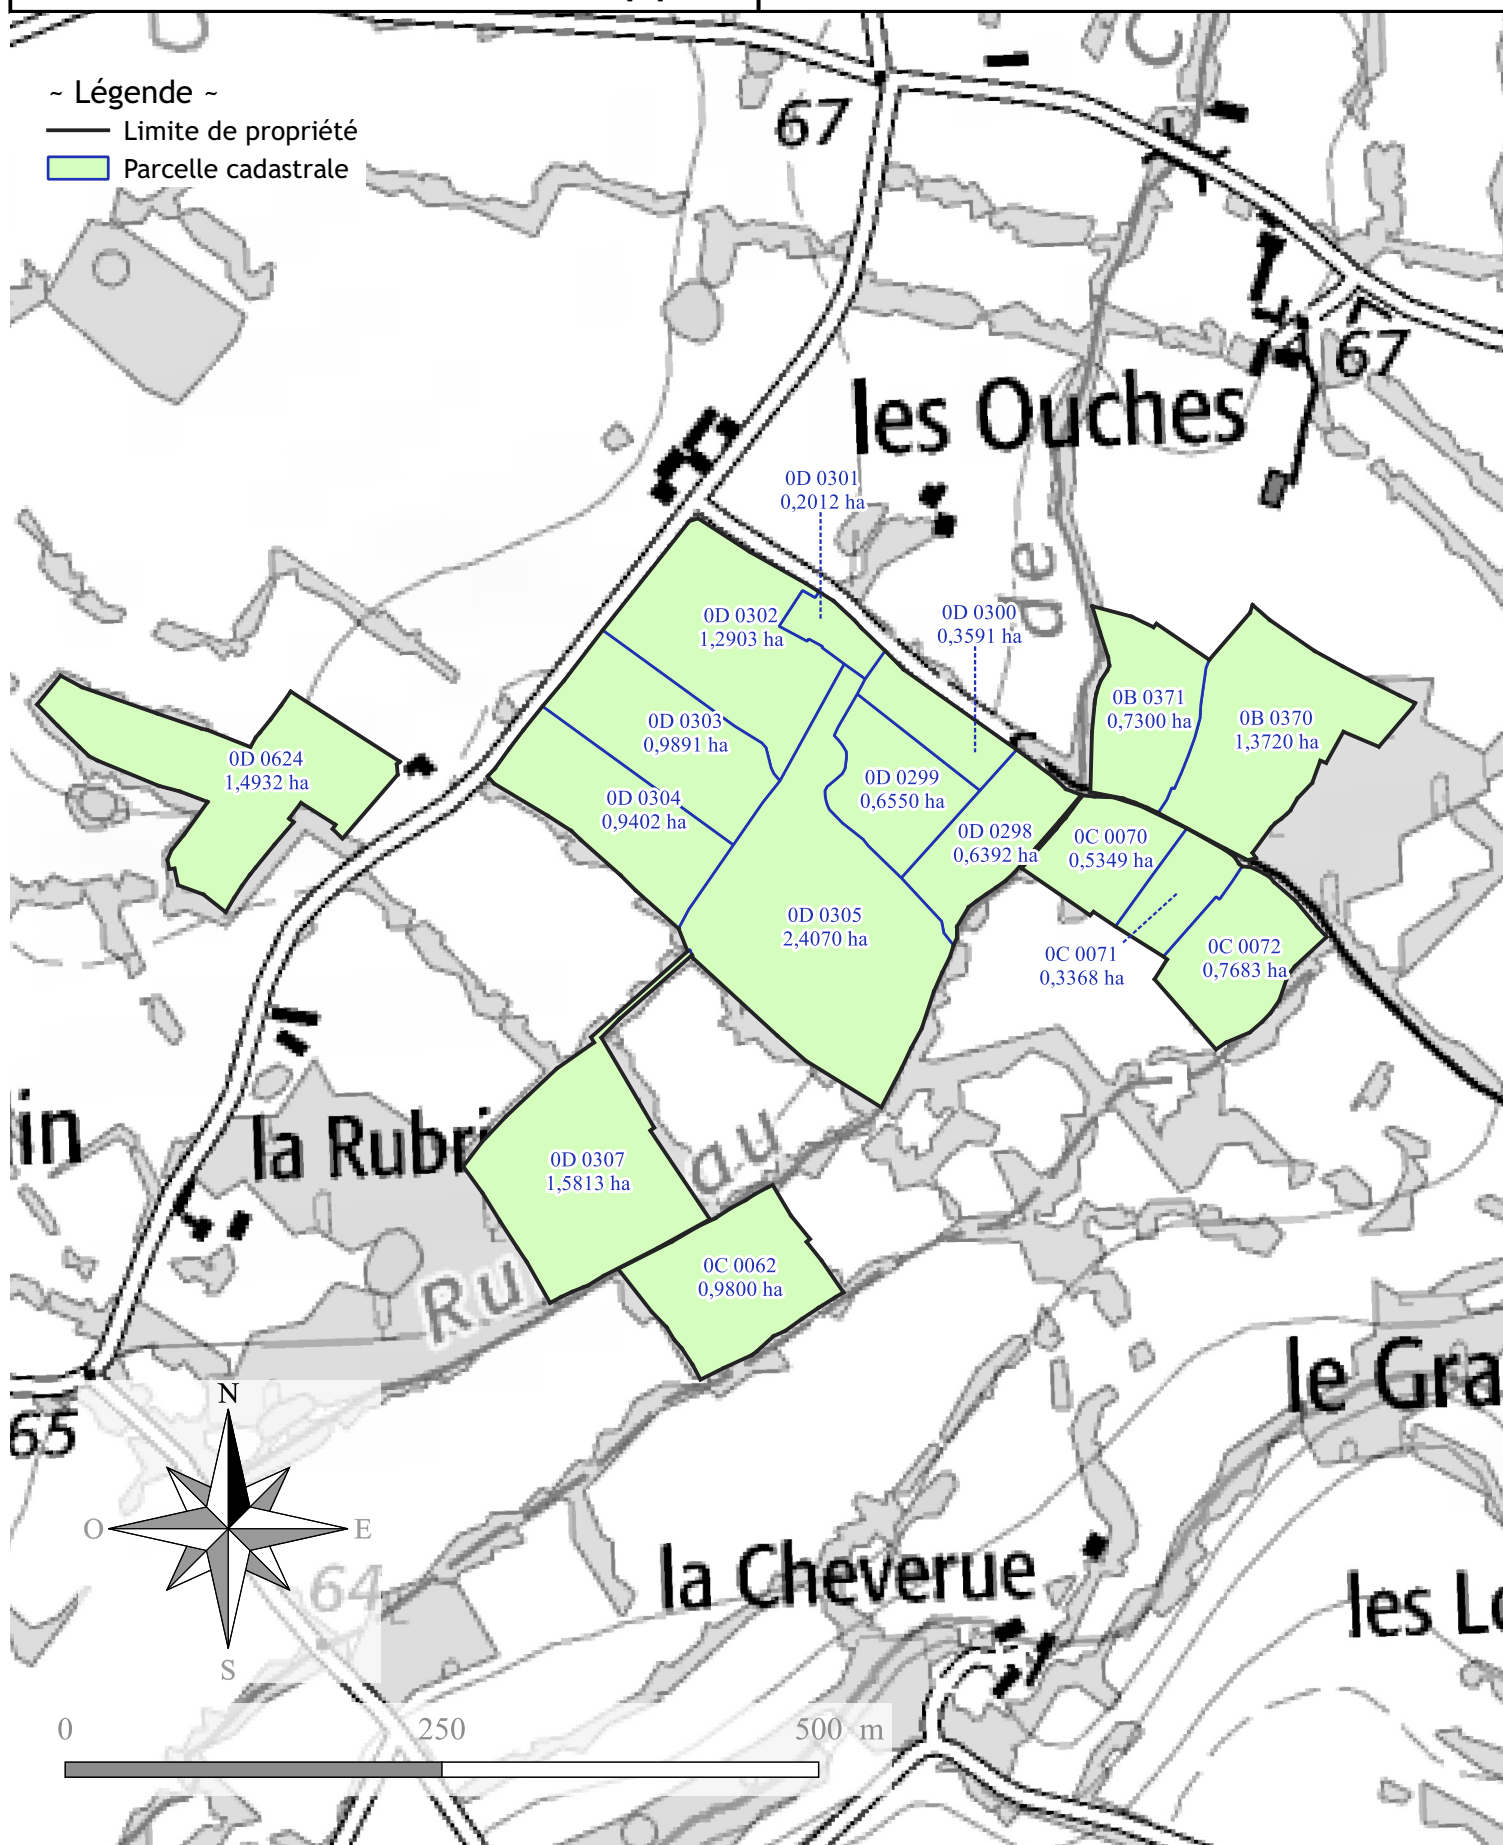 ~ Légende ~
Limite de propriété
Parcelle cadastrale
67
67
les Ouches
de
0D 0301
0,2012 ha
0D 0302
1,2903 ha
0D 0300
0,3591 ha
0D 0303
0,9891 ha
0B 0371
0,7300 ha
0B 0370
1,3720 ha
0D 0624
1,4932 ha
0D 0299
0,6550 ha
0D 0304
0,9402 ha
0D 0298
0,6392 ha
0C 0070
0,5349 ha
0D 0305
2,4070 ha
0C 0071
0,3368 ha
0C 0072
0,7683 ha
in
la Rubri
au
0D 0307
1,5813 ha
0C 0062
0,9800 ha
Ru
le Gra
65
N
O
E
S
64
la Cheverue
les Lo
0
250
500 m